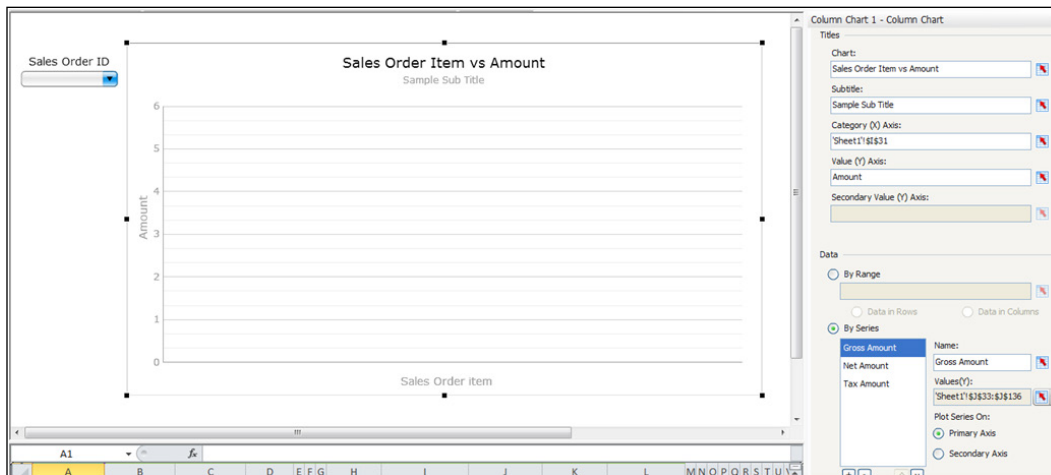 Sales Order ID
Sales Order Item vs Amount
Sample Sub Title
6
5
4
3
2
1
0
Amount
Sales Order item
A1
fx
A B C D E F G H I J K L M N O P Q R S T U V
Column Chart 1 - Column Chart
Titles
Chart:
Sales Order Item vs Amount
Subtitle:
Sample Sub Title
Category (X) Axis:
'Sheet1'!$I$31
Value (Y) Axis:
Amount
Secondary Value (Y) Axis:
Data
By Range
Data in Rows Data in Columns
By Series
Gross Amount
Net Amount
Tax Amount
Name:
Gross Amount
Values(Y):
'Sheet1'!$J$33:$J$136
Plot Series On:
Primary Axis
Secondary Axis